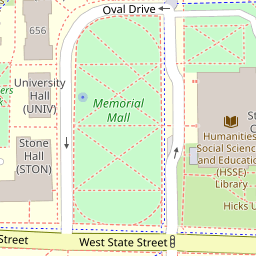 Oval Drive
656
University
Hall
(UNIV)
Memorial
Mall
Stone
Hall
(STON)
Humanities
Social Science
and Education
(HSSE)
Library
Hicks U
Street
West State Street